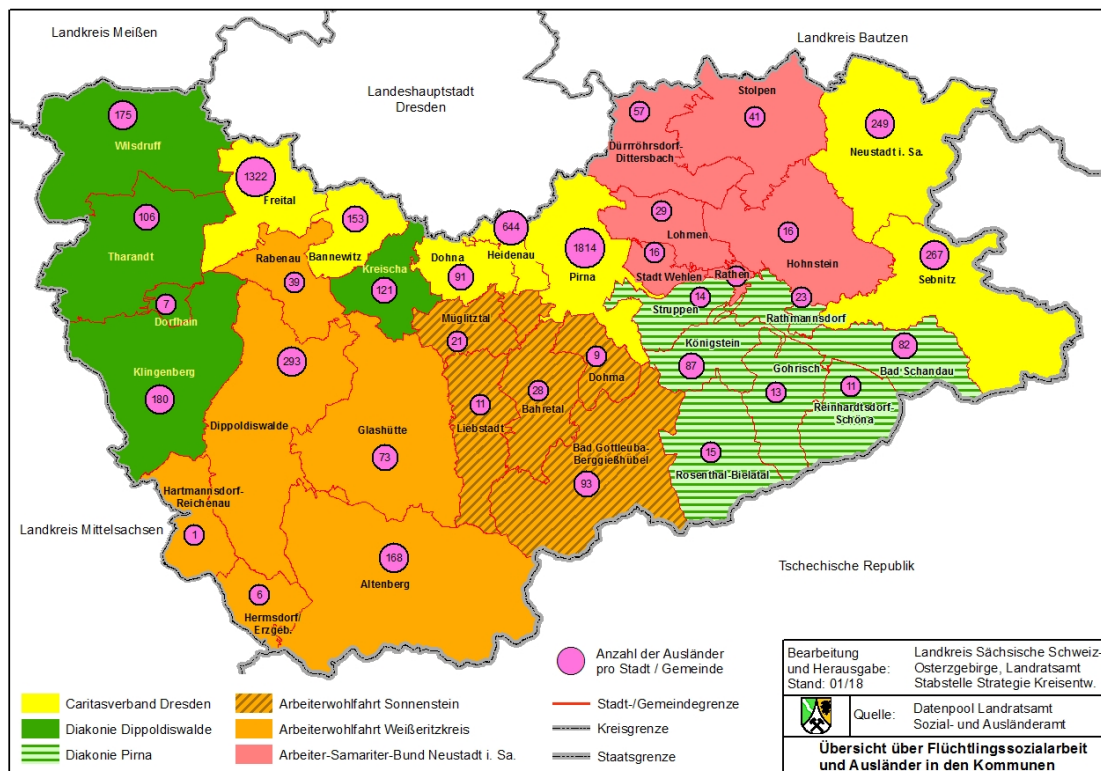 Landkreis Meißen
Landkreis Bautzen
Landeshauptstadt
Dresden
175
Wilsdruff
57
Dürrröhrsdorf-
Dittersbach
Stolpen
41
249
Neustadt i. Sa.
1322
Freital
106
Tharandt
153
Bannewitz
644
Heidenau
Dohna
91
1814
Pirna
29
Lohmen
16
Stadt Wehlen
16
Hohnstein
267
Sebnitz
Rabenau
39
Kreischa
121
Rathen
7
Dorfhain
14
Struppen
23
Rathmannsdorf
Müglitztal
21
Klingenberg
180
293
Dippoldiswalde
Königstein
87
82
Bad Schandau
9
Dohma
Gohrisch
13
11
Reinhardtsdorf-
Schöna
11
Liebstadt
28
Bahretal
Glashütte
73
Bad Gottleuba-
Berggießhübel
93
15
Rosenthal-Bielatal
Hartmannsdorf-
Reichenau
1
Landkreis Mittelsachsen
168
Altenberg
6
Hermsdorf/
Erzgeb.
Tschechische Republik
Caritasverband Dresden
Diakonie Dippoldiswalde
Diakonie Pirna
Arbeiterwohlfahrt Sonnenstein
Arbeiterwohlfahrt Weißeritzkreis
Arbeiter-Samariter-Bund Neustadt i. Sa.
Anzahl der Ausländer
pro Stadt / Gemeinde
Stadt-/Gemeindegrenze
Kreisgrenze
Staatsgrenze
Bearbeitung
und Herausgabe:
Stand: 01/18
Landkreis Sächsische Schweiz-
Osterzgebirge, Landratsamt
Stabstelle Strategie Kreisentw.
Quelle:
Datenpool Landratsamt
Sozial- und Ausländeramt
Übersicht über Flüchtlingssozialarbeit
und Ausländer in den Kommunen